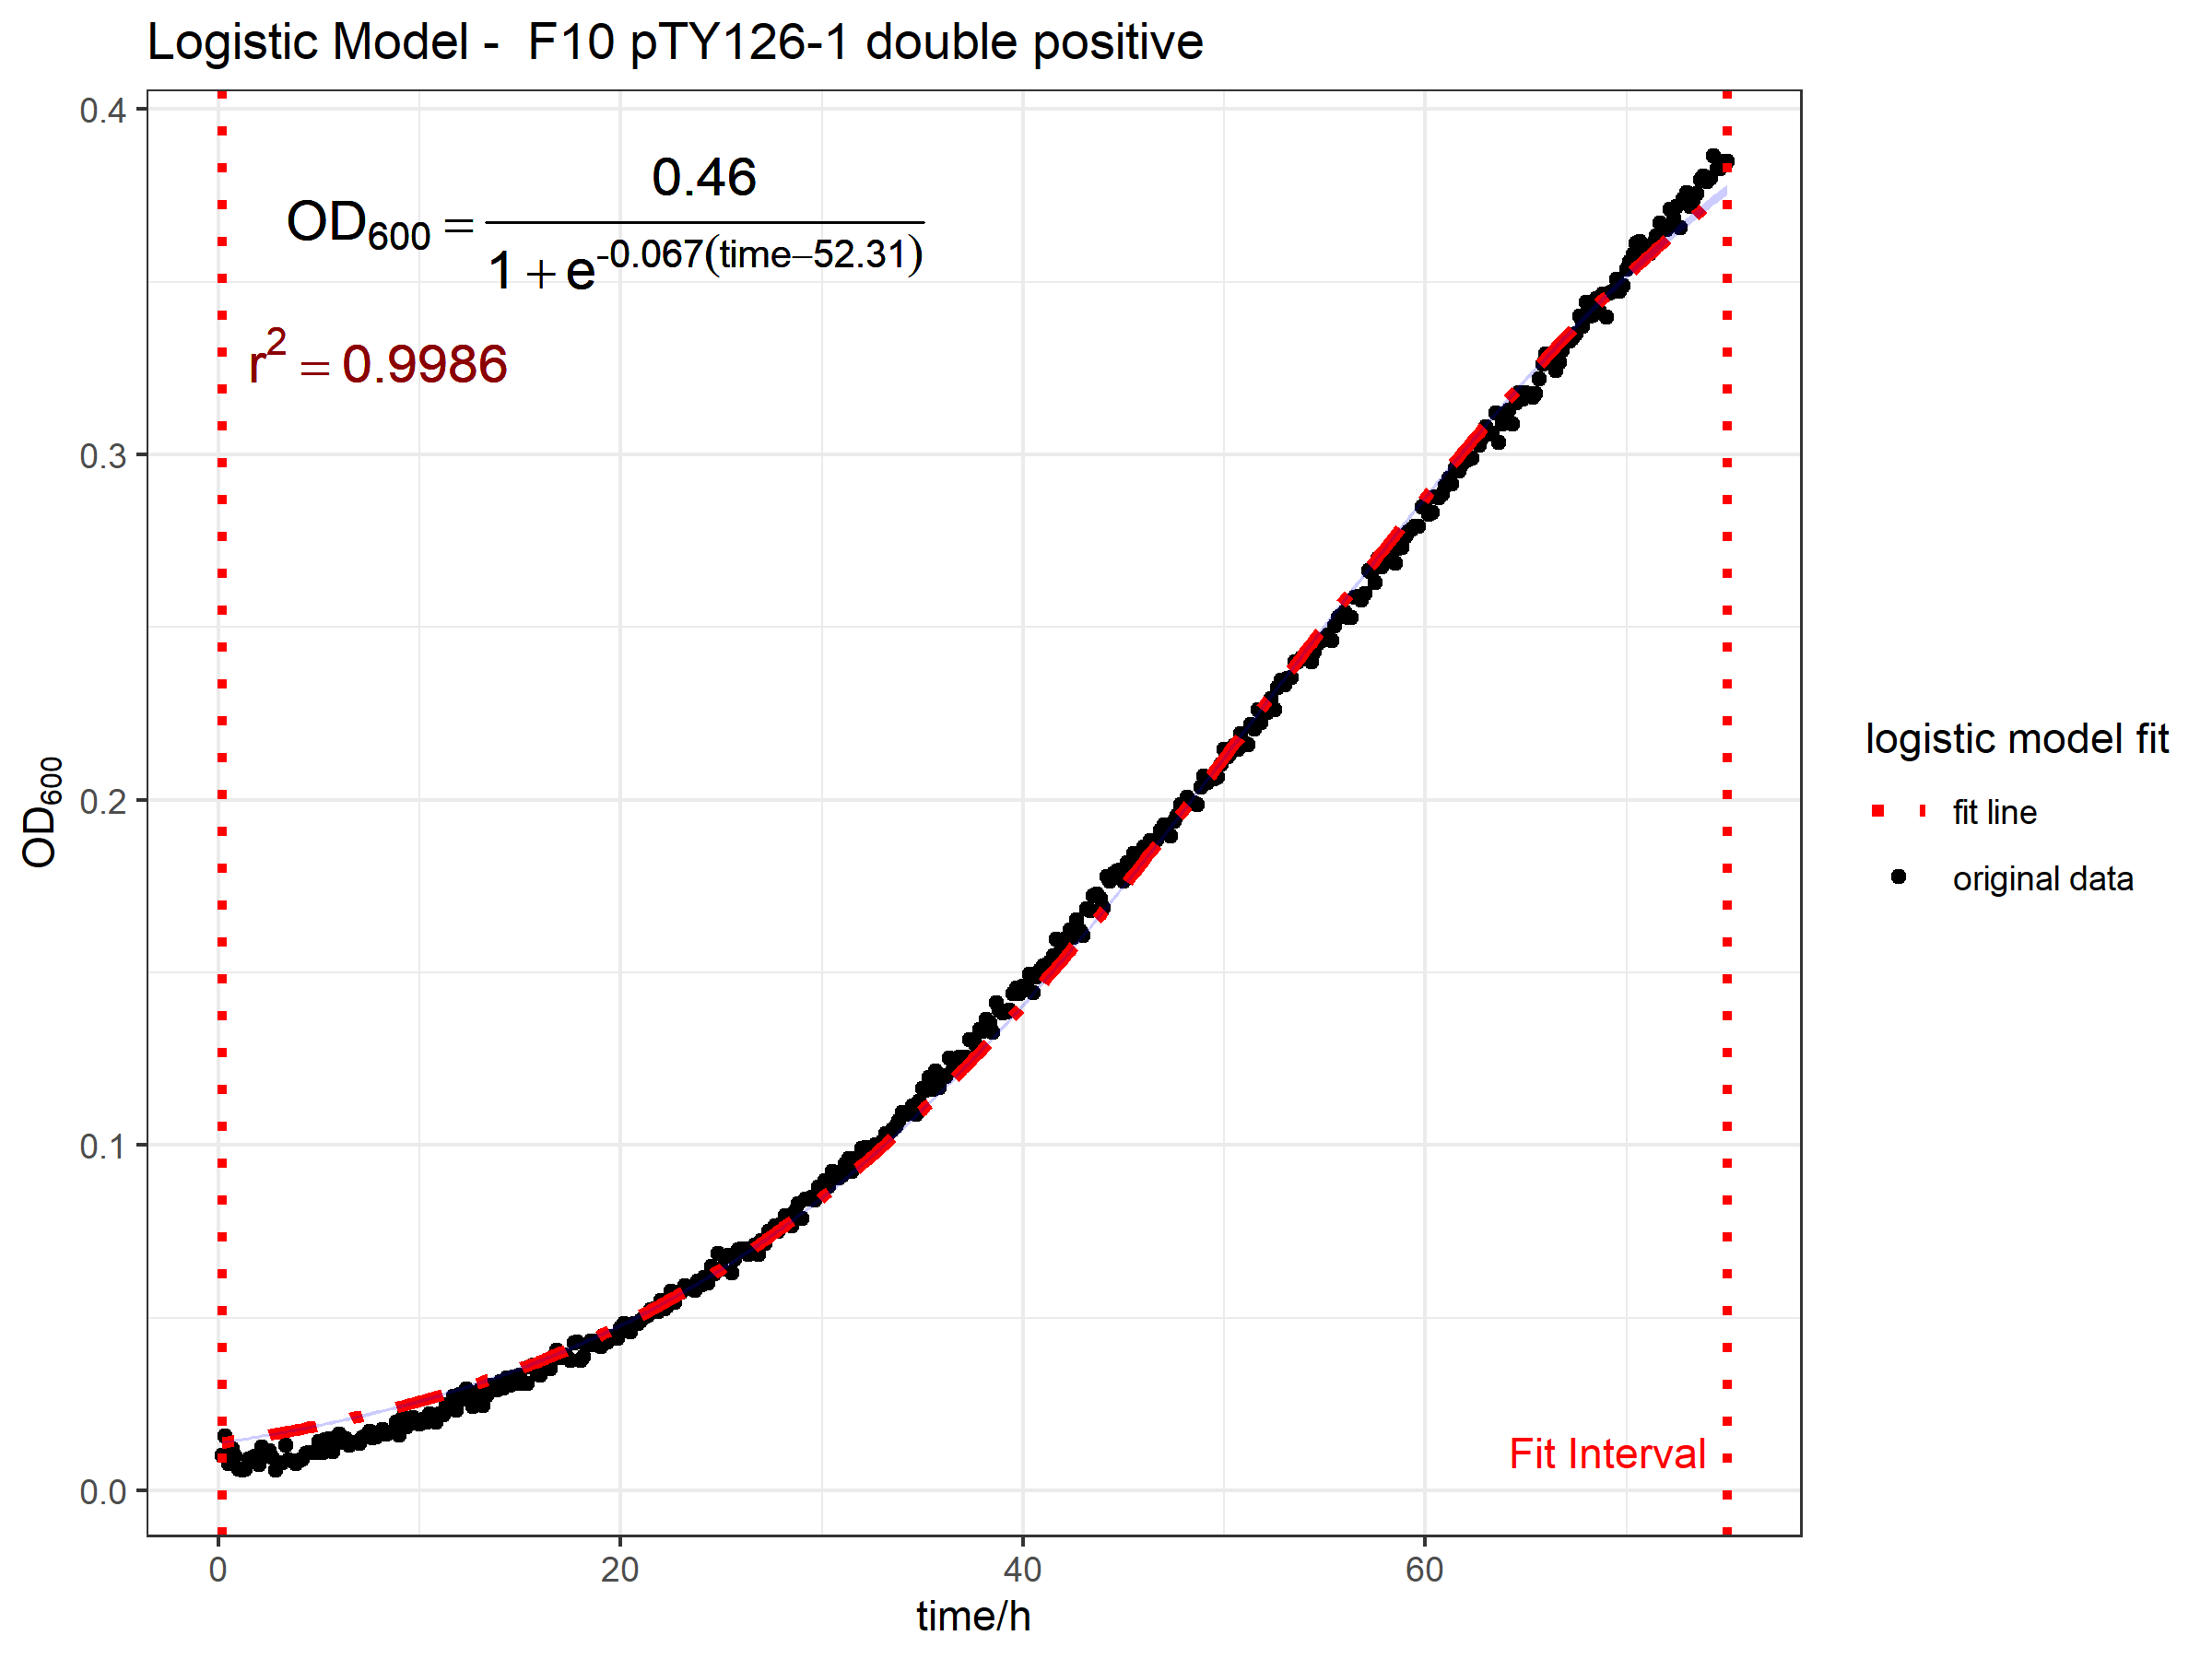 Logistic Model -  F10 pTY126-1 double positive
0.4
0.3
0.2
0.1
0.0
OD600
OD600 = 0.46 / 1 + e^-0.067(time−52.31)
r² = 0.9986
Fit Interval
0 20 40 60
time/h
logistic model fit
fit line
original data